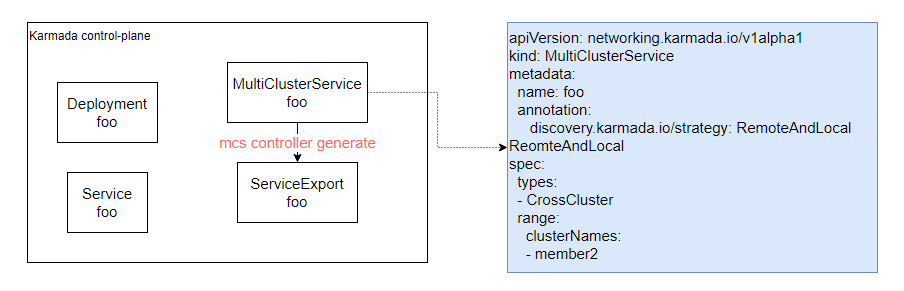 Karmada control-plane
Deployment
foo
MultiClusterService
foo
mcs controller generate
Service
foo
ServiceExport
foo
apiVersion: networking.karmada.io/v1alpha1
kind: MultiClusterService
metadata:
name: foo
annotation:
discovery.karmada.io/strategy: RemoteAndLocal
ReomteAndLocal
spec:
types:
- CrossCluster
range:
clusterNames:
- member2